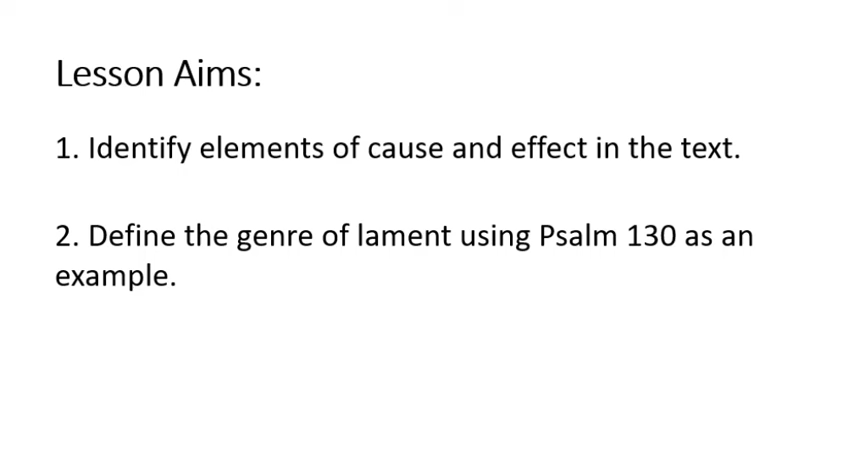 Lesson Aims:
1. Identify elements of cause and effect in the text.
2. Define the genre of lament using Psalm 130 as an
example.